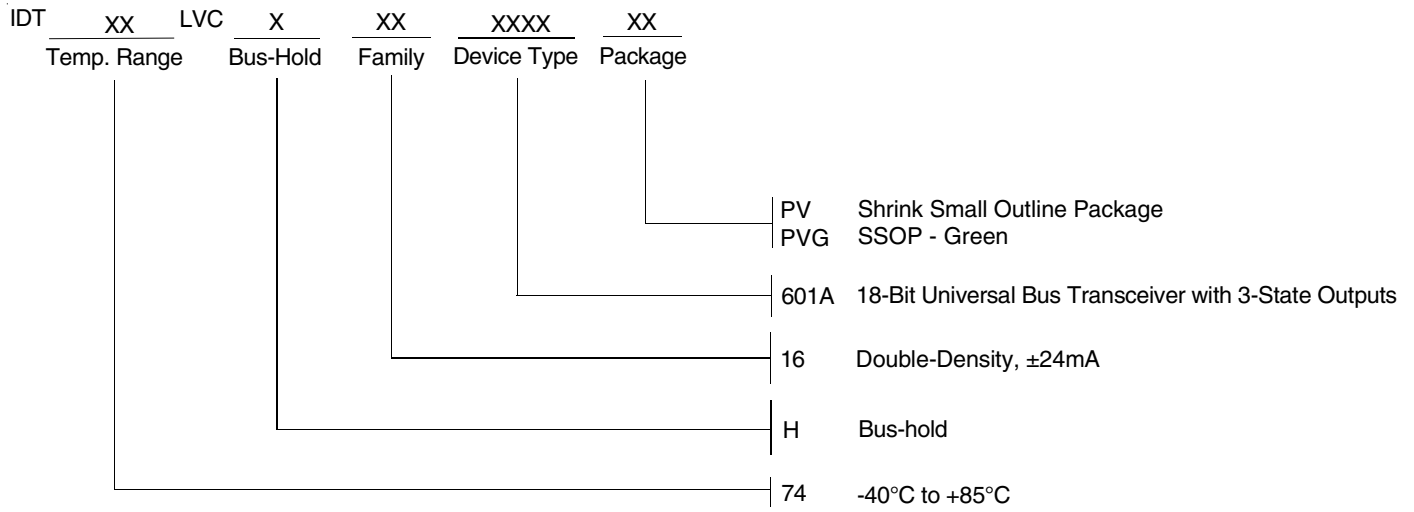 IDT XX LVC X XX XXXX XX
Temp. Range Bus-Hold Family Device Type Package
PV Shrink Small Outline Package
PVG SSOP - Green
601A 18-Bit Universal Bus Transceiver with 3-State Outputs
16 Double-Density, ±24mA
H Bus-hold
74 -40°C to +85°C